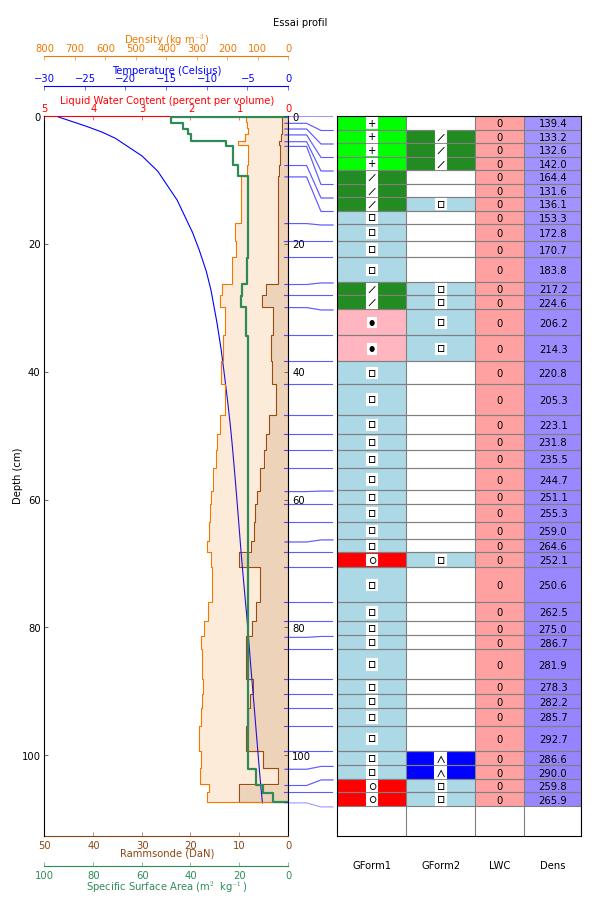 Essai profil
Density (kg m⁻³)
800 700 600 500 400 300 200 100 0
Temperature (Celsius)
−30 −25 −20 −15 −10 −5 0
Liquid Water Content (percent per volume)
5 4 3 2 1 0
0 0
20 20
40 40
60 60
80 80
100 100
Depth (cm)
50 40 30 20 10 0
Rammsonde (DaN)
100 80 60 40 20 0
Specific Surface Area (m² kg⁻¹)
+ 0 139.4
+ / 0 133.2
+ / 0 132.6
+ / 0 142.0
/ 0 164.4
/ 0 131.6
/ □ 0 136.1
□ 0 153.3
□ 0 172.8
□ 0 170.7
□ 0 183.8
/ □ 0 217.2
/ □ 0 224.6
● □ 0 206.2
● □ 0 214.3
□ 0 220.8
□ 0 205.3
□ 0 223.1
□ 0 231.8
□ 0 235.5
□ 0 244.7
□ 0 251.1
□ 0 255.3
□ 0 259.0
□ 0 264.6
○ □ 0 252.1
□ 0 250.6
□ 0 262.5
□ 0 275.0
□ 0 286.7
□ 0 281.9
□ 0 278.3
□ 0 282.2
□ 0 285.7
□ 0 292.7
□ ∧ 0 286.6
□ ∧ 0 290.0
○ □ 0 259.8
○ □ 0 265.9
GForm1 GForm2 LWC Dens